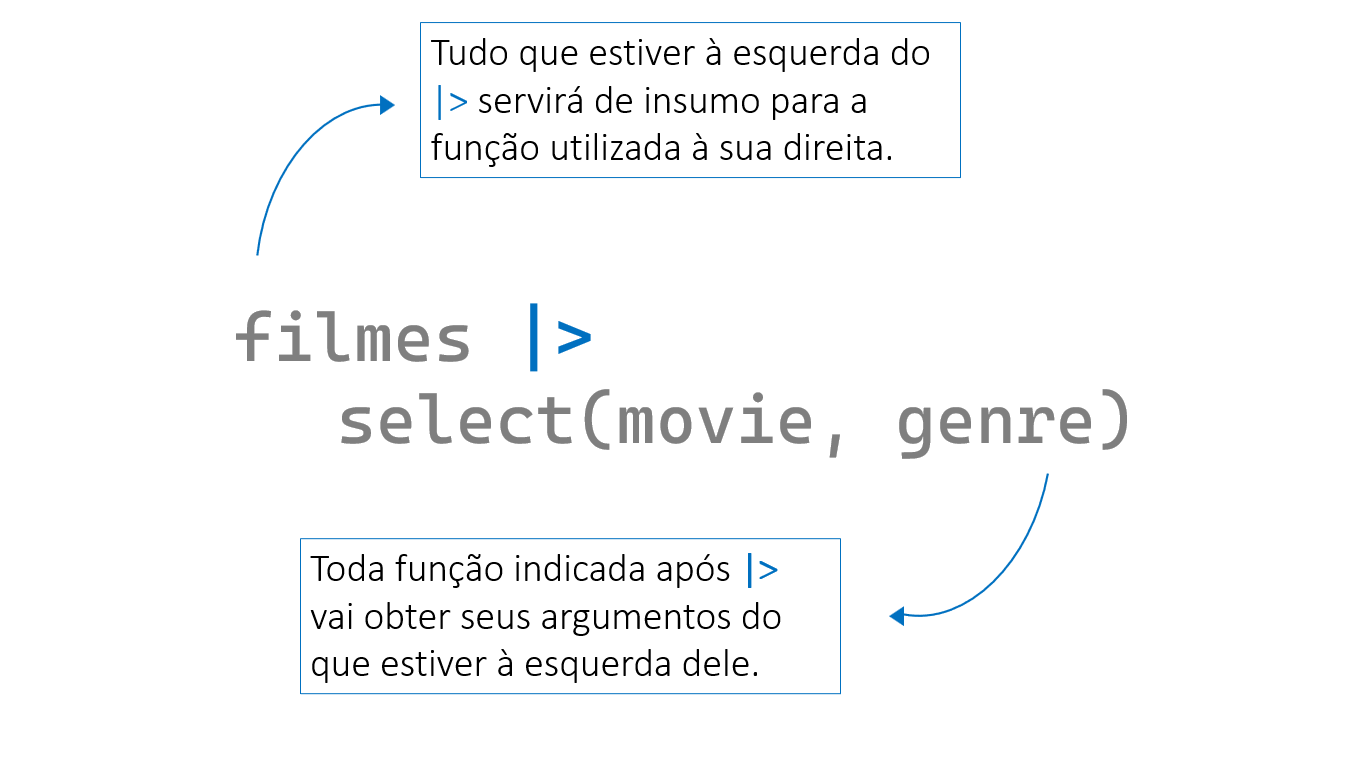 Tudo que estiver à esquerda do
|> servirá de insumo para a
função utilizada à sua direita.
filmes |>
select(movie, genre)
Toda função indicada após |>
vai obter seus argumentos do
que estiver à esquerda dele.